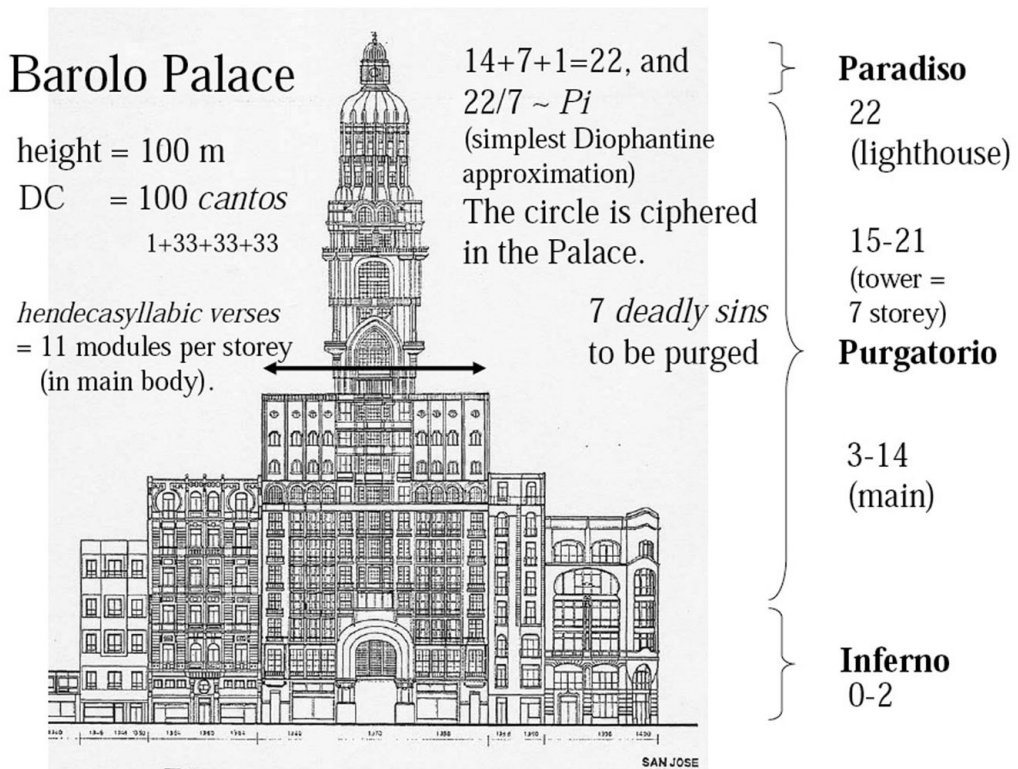 Barolo Palace
height = 100 m
DC = 100 cantos
1+33+33+33
hendecasyllabic verses
= 11 modules per storey
(in main body).
14+7+1=22, and
22/7 ~ Pi
(simplest Diophantine
approximation)
The circle is ciphered
in the Palace.
7 deadly sins
to be purged
Paradiso
22
(lighthouse)
15-21
(tower =
7 storey)
Purgatorio
3-14
(main)
Inferno
0-2
SAN JOSE